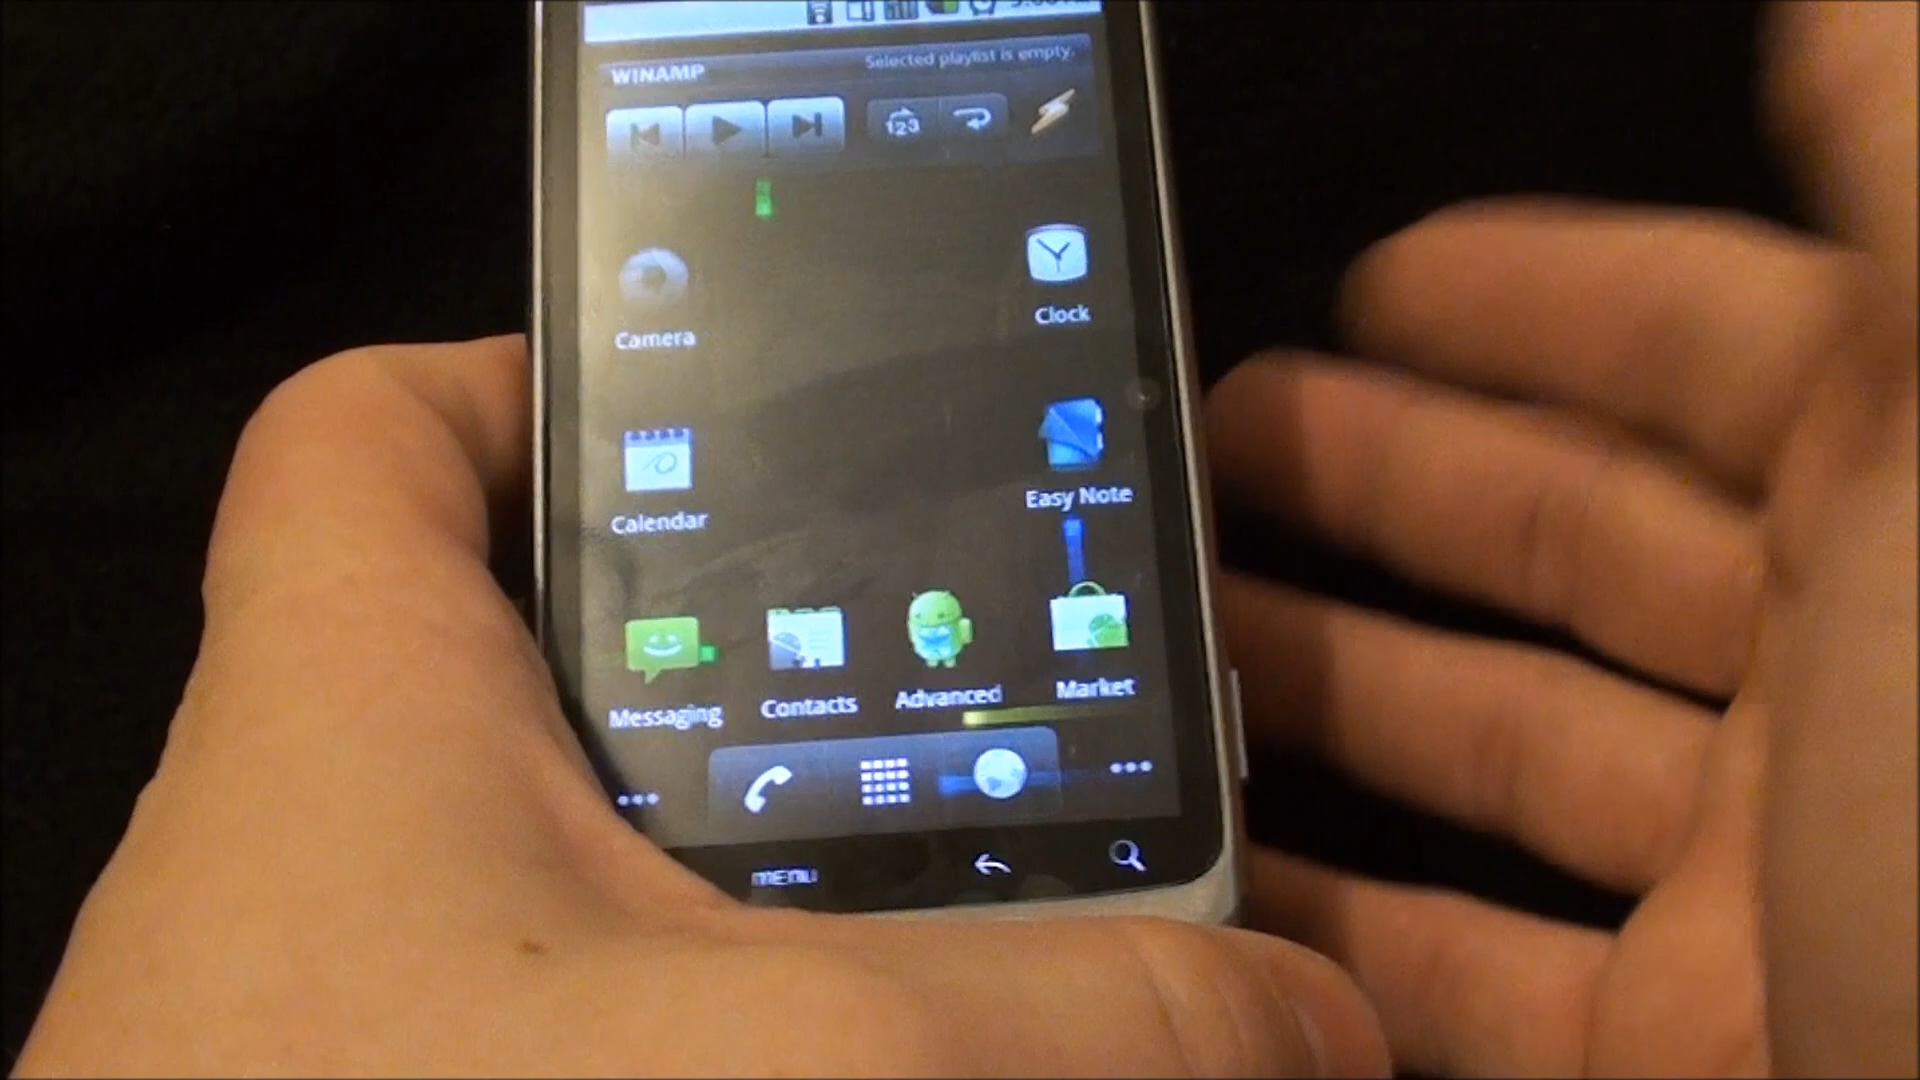 WINAMP
Selected playlist is empty.
123
Camera
Clock
Calendar
Easy Note
Messaging
Contacts
Advanced
Market
menu